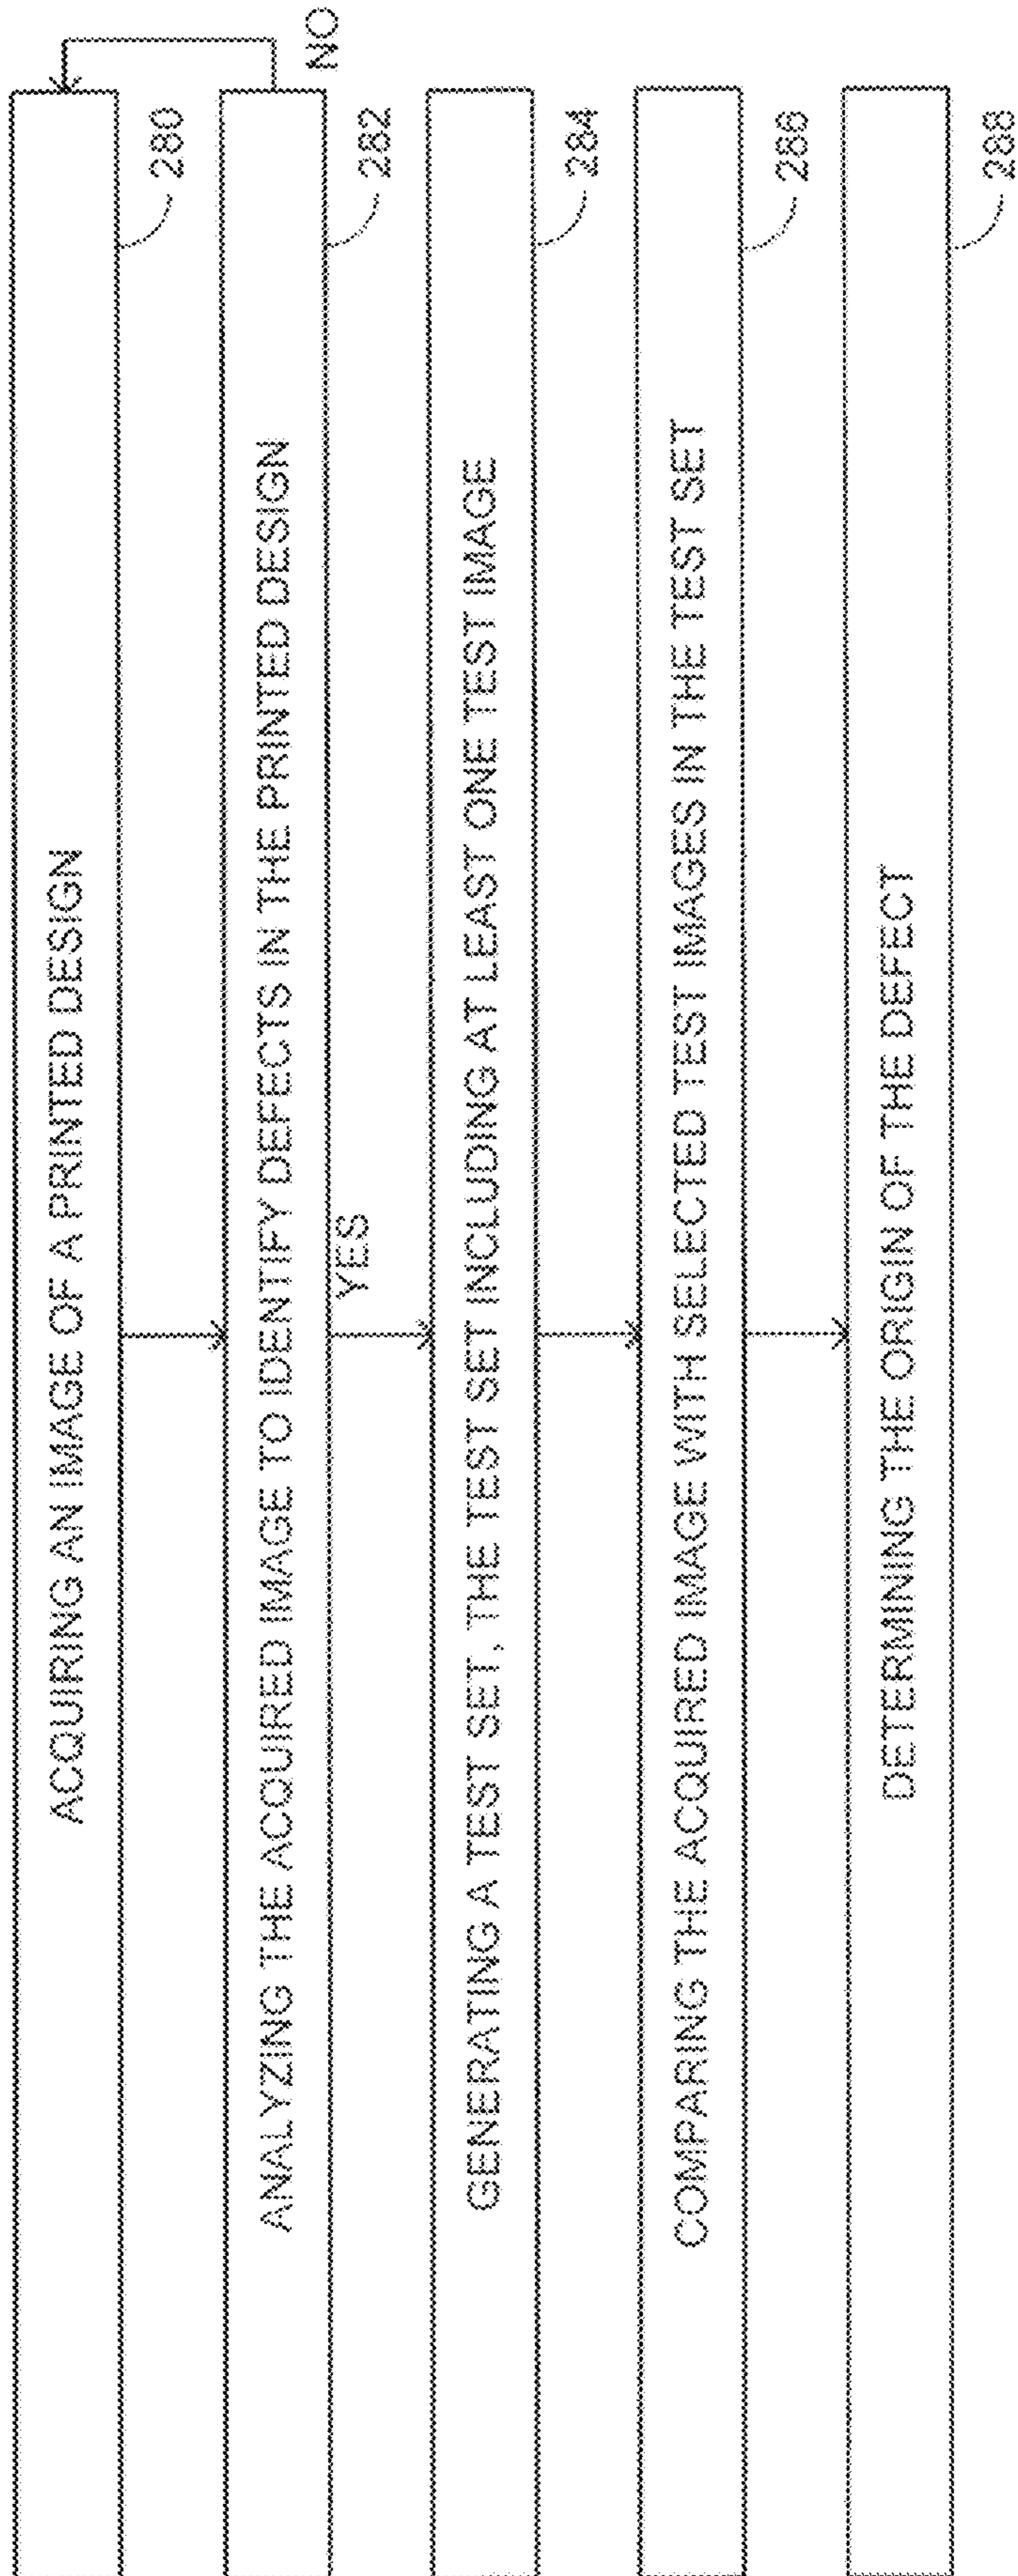 ACQUIRING AN IMAGE OF A PRINTED DESIGN
280
NO
ANALYZING THE ACQUIRED IMAGE TO IDENTIFY DEFECTS IN THE PRINTED DESIGN
282
YES
GENERATING A TEST SET, THE TEST SET INCLUDING AT LEAST ONE TEST IMAGE
284
COMPARING THE ACQUIRED IMAGE WITH SELECTED TEST IMAGES IN THE TEST SET
286
DETERMINING THE ORIGIN OF THE DEFECT
288